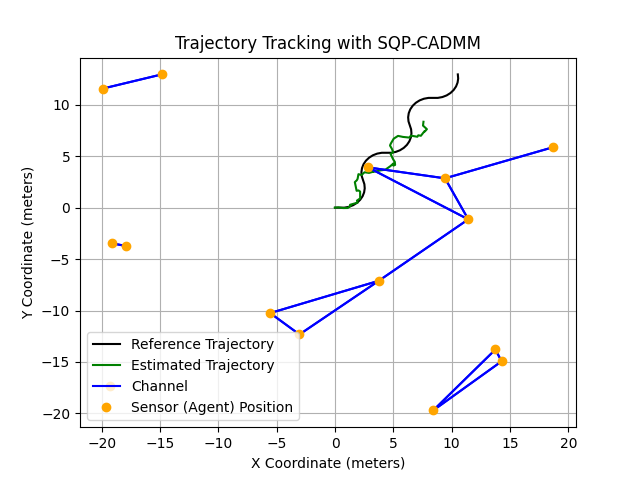 Trajectory Tracking with SQP-CADMM
Y Coordinate (meters)
10
5
0
−5
−10
−15
−20
Reference Trajectory
Estimated Trajectory
Channel
Sensor (Agent) Position
−20 −15 −10 −5 0 5 10 15 20
X Coordinate (meters)